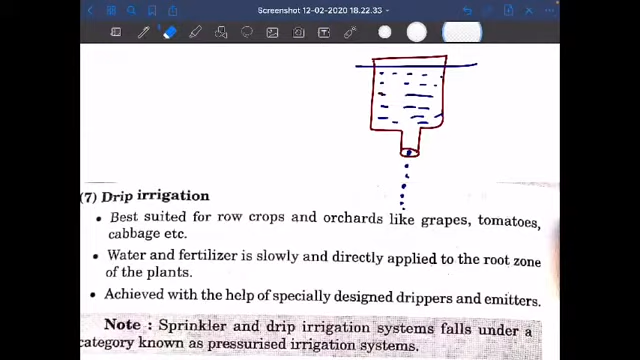 Screenshot 12-02-2020 18.22.33
(7) Drip irrigation
• Best suited for row crops and orchards like grapes, tomatoes,
cabbage etc.
• Water and fertilizer is slowly and directly applied to the root zone
of the plants.
• Achieved with the help of specially designed drippers and emitters.
Note : Sprinkler and drip irrigation systems falls under a
category known as pressurised irrigation systems.